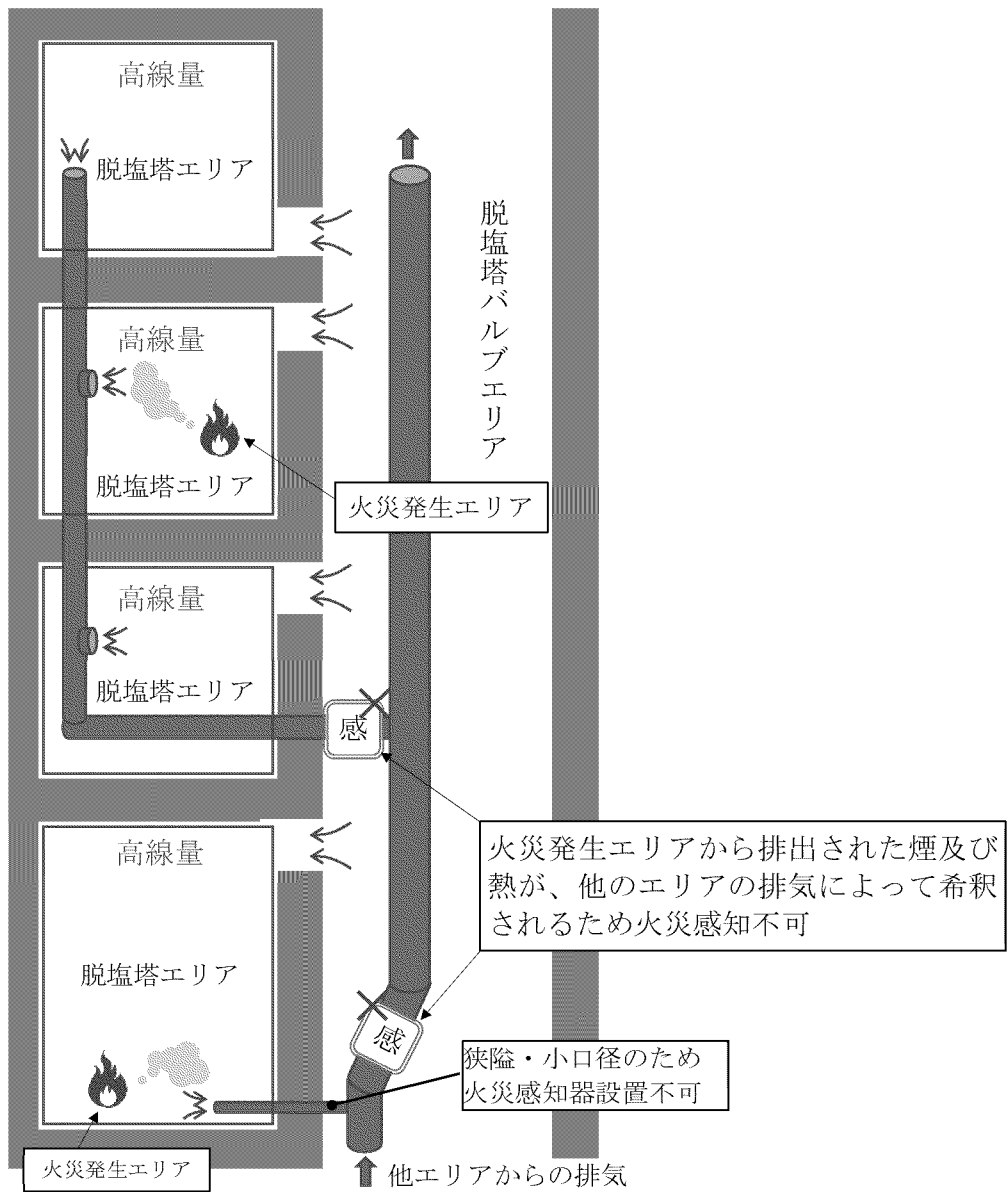 高線量
脱塩塔エリア
脱塩塔バルブエリア
高線量
脱塩塔エリア
火災発生エリア
高線量
脱塩塔エリア
感
高線量
火災発生エリアから排出された煙及び
熱が、他のエリアの排気によって希釈
されるため火災感知不可
脱塩塔エリア
感
狭隘・小口径のため
火災感知器設置不可
火災発生エリア
他エリアからの排気